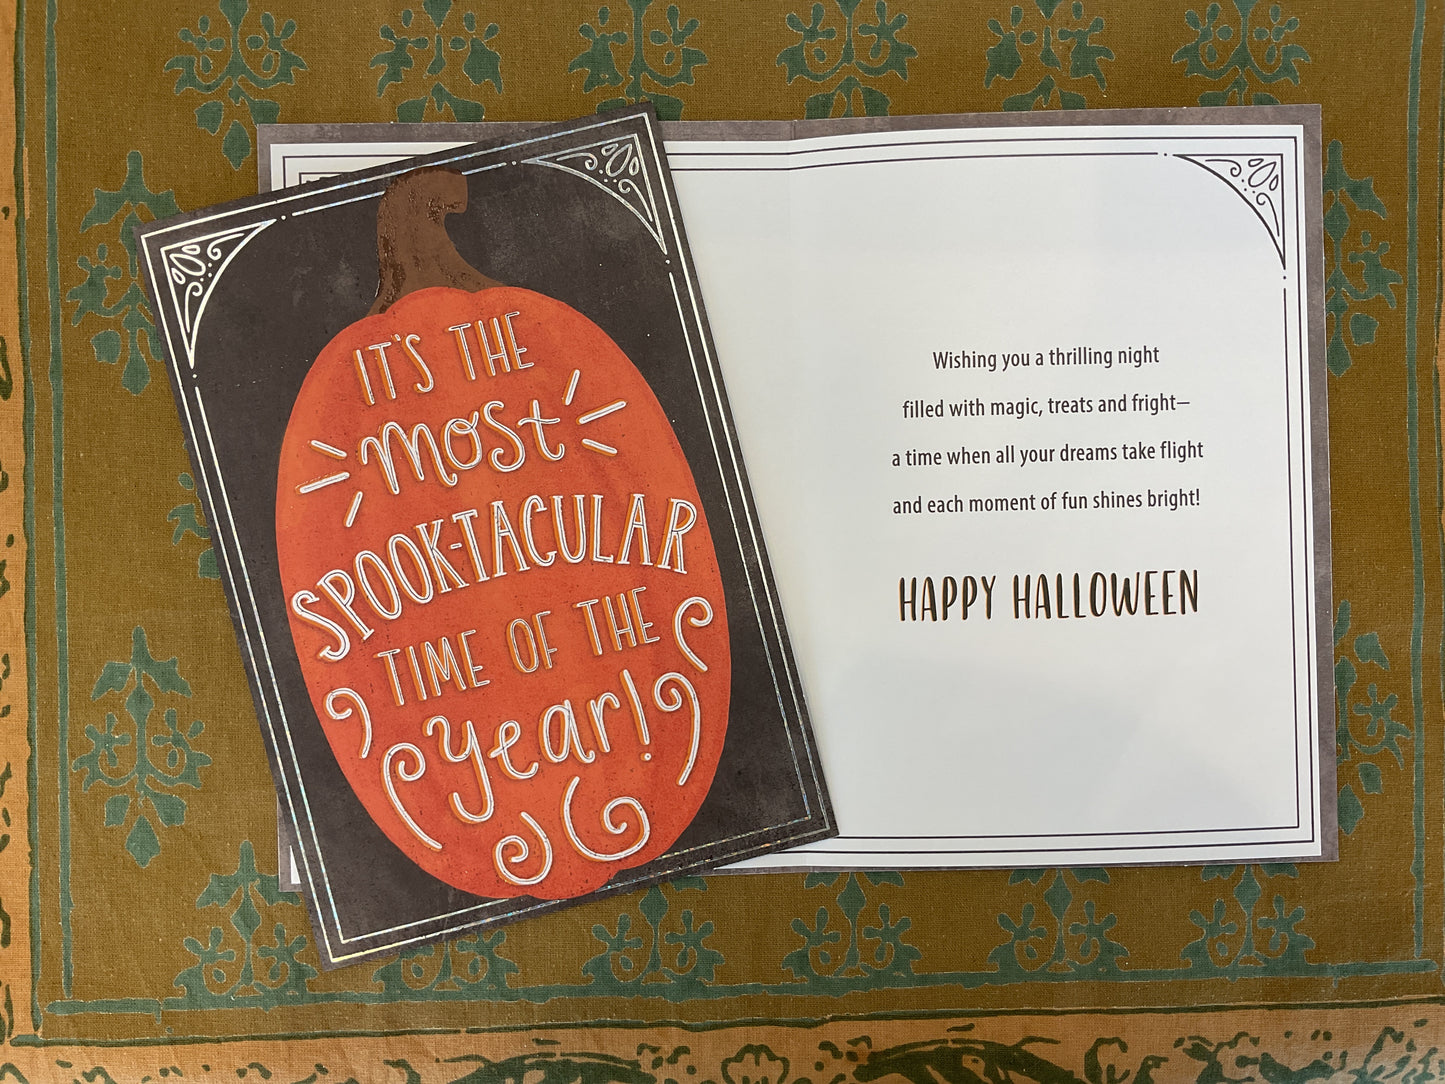 IT'S THE
most
SPOOK-TACULAR
TIME OF THE
year!
Wishing you a thrilling night
filled with magic, treats and fright—
a time when all your dreams take flight
and each moment of fun shines bright!
HAPPY HALLOWEEN